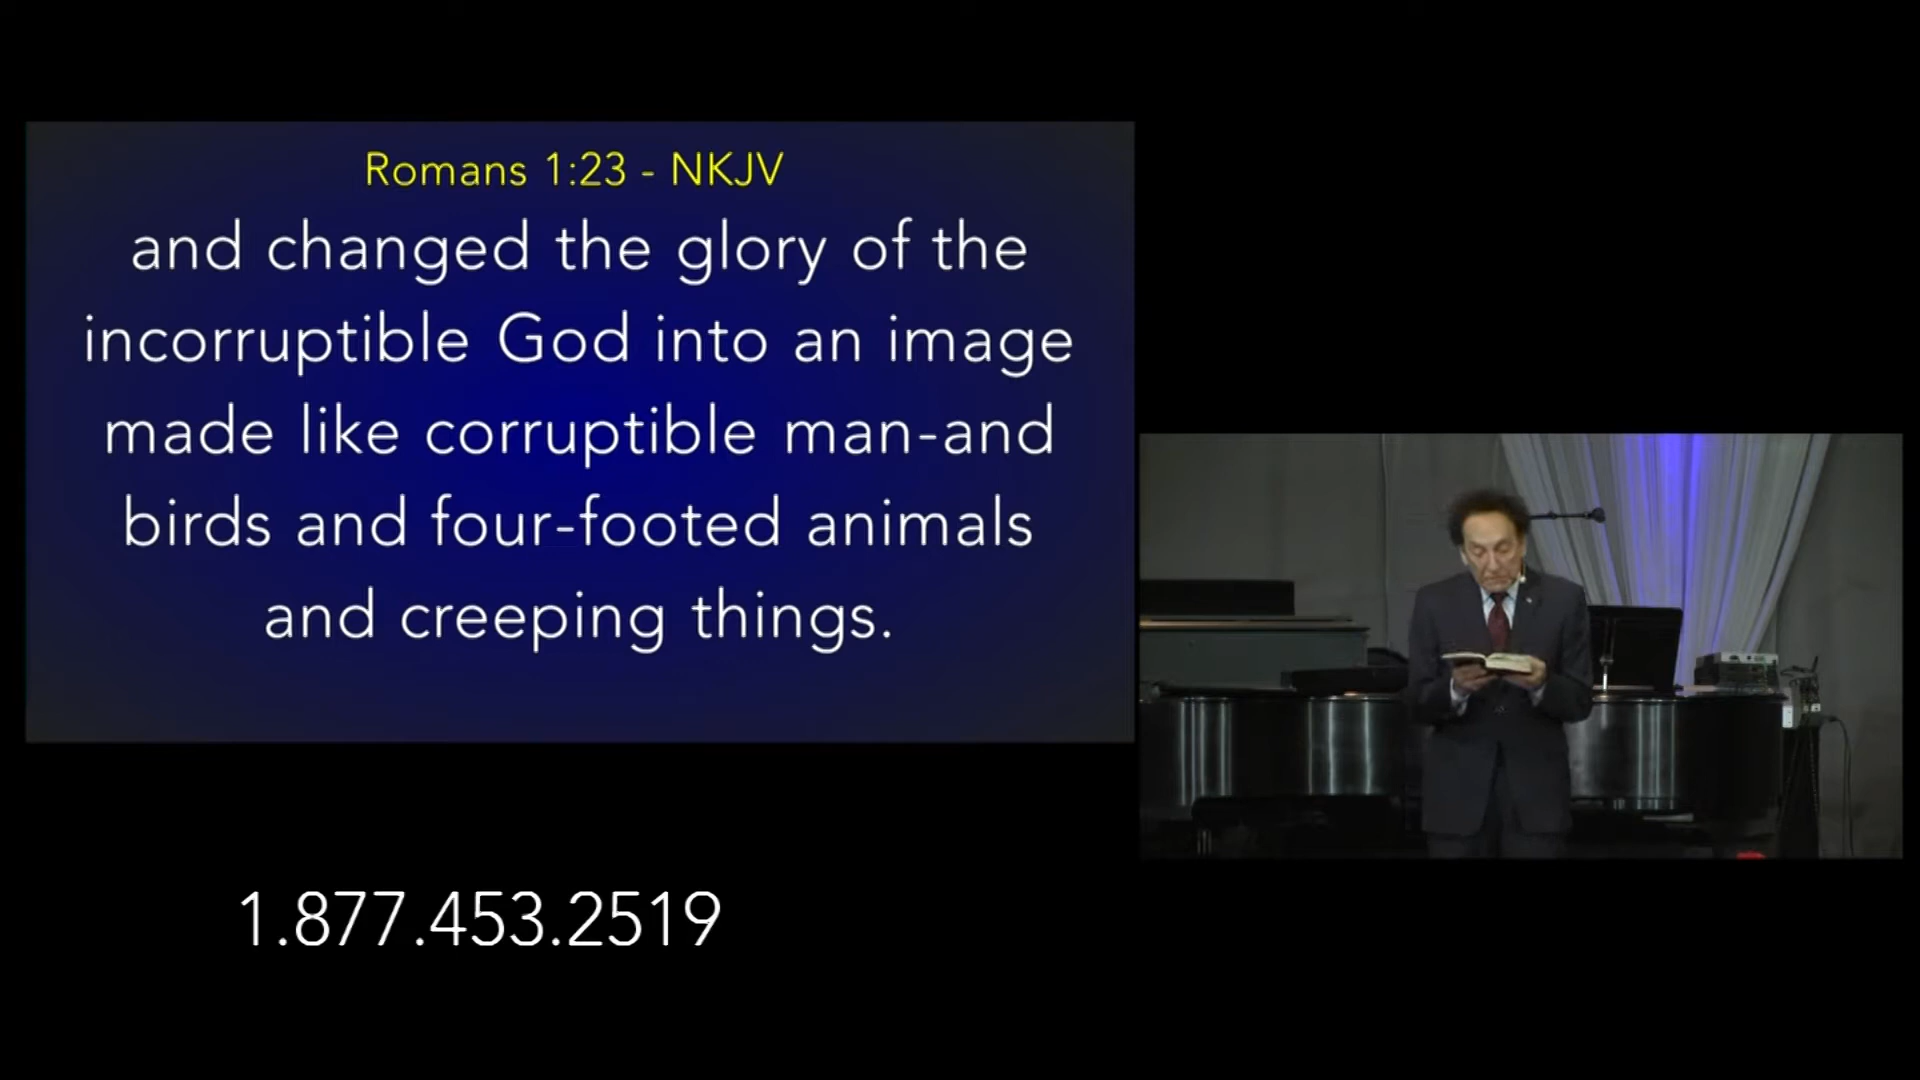 Romans 1:23 - NKJV
and changed the glory of the
incorruptible God into an image
made like corruptible man-and
birds and four-footed animals
and creeping things.
1.877.453.2519